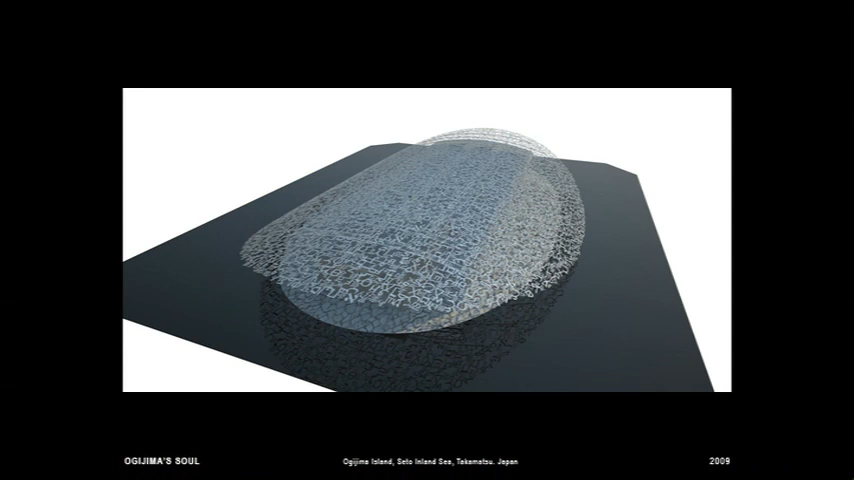 OGIJIMA'S SOUL
Ogijima Island, Seto Inland Sea, Takamatsu. Japan
2009